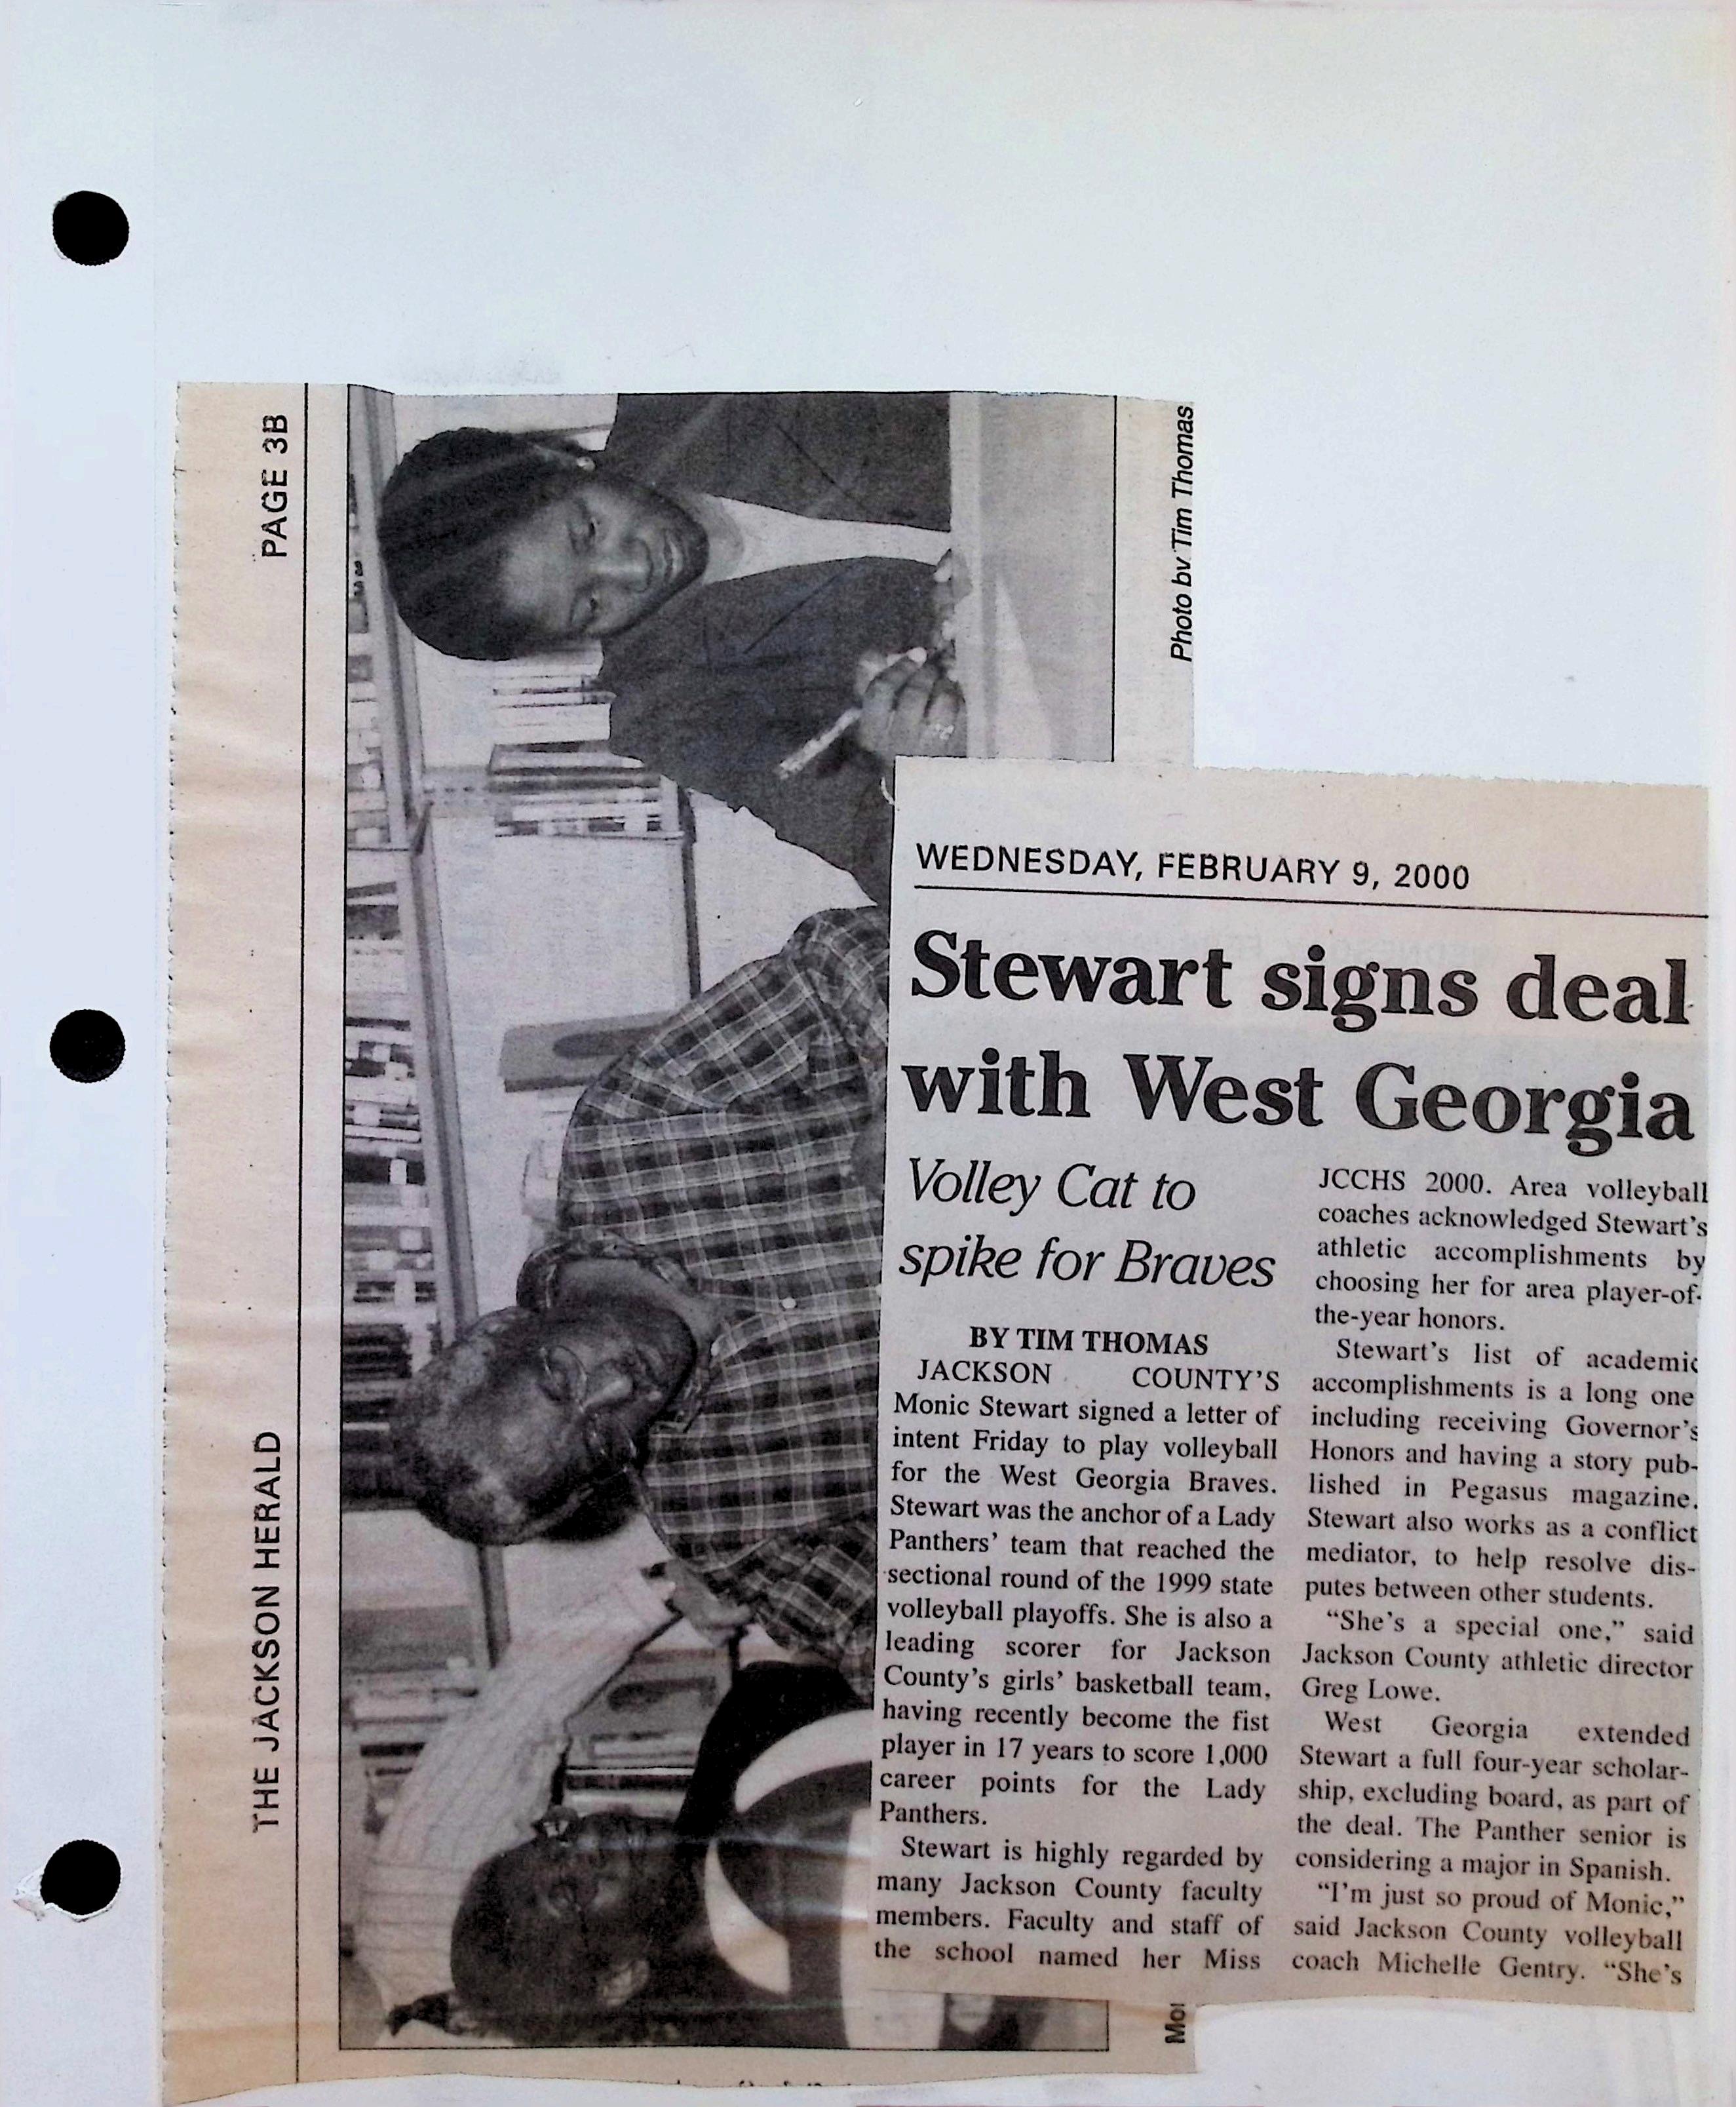 THE JACKSON HERALD
PAGE 3B
Photo by Tim Thomas
WEDNESDAY, FEBRUARY 9, 2000
Stewart signs deal
with West Georgia
Volley Cat to
spike for Braves
BY TIM THOMAS
JACKSON COUNTY'S
Monic Stewart signed a letter of
intent Friday to play volleyball
for the West Georgia Braves.
Stewart was the anchor of a Lady
Panthers' team that reached the
sectional round of the 1999 state
volleyball playoffs. She is also a
leading scorer for Jackson
County's girls' basketball team,
having recently become the fist
player in 17 years to score 1,000
career points for the Lady
Panthers.
Stewart is highly regarded by
many Jackson County faculty
members. Faculty and staff of
the school named her Miss
JCCHS 2000. Area volleyball
coaches acknowledged Stewart's
athletic accomplishments by
choosing her for area player-of-
the-year honors.
Stewart's list of academic
accomplishments is a long one
including receiving Governor's
Honors and having a story pub-
lished in Pegasus magazine.
Stewart also works as a conflict
mediator, to help resolve dis-
putes between other students.
"She's a special one," said
Jackson County athletic director
Greg Lowe.
West Georgia extended
Stewart a full four-year scholar-
ship, excluding board, as part of
the deal. The Panther senior is
considering a major in Spanish.
"I'm just so proud of Monic,"
said Jackson County volleyball
coach Michelle Gentry. "She's